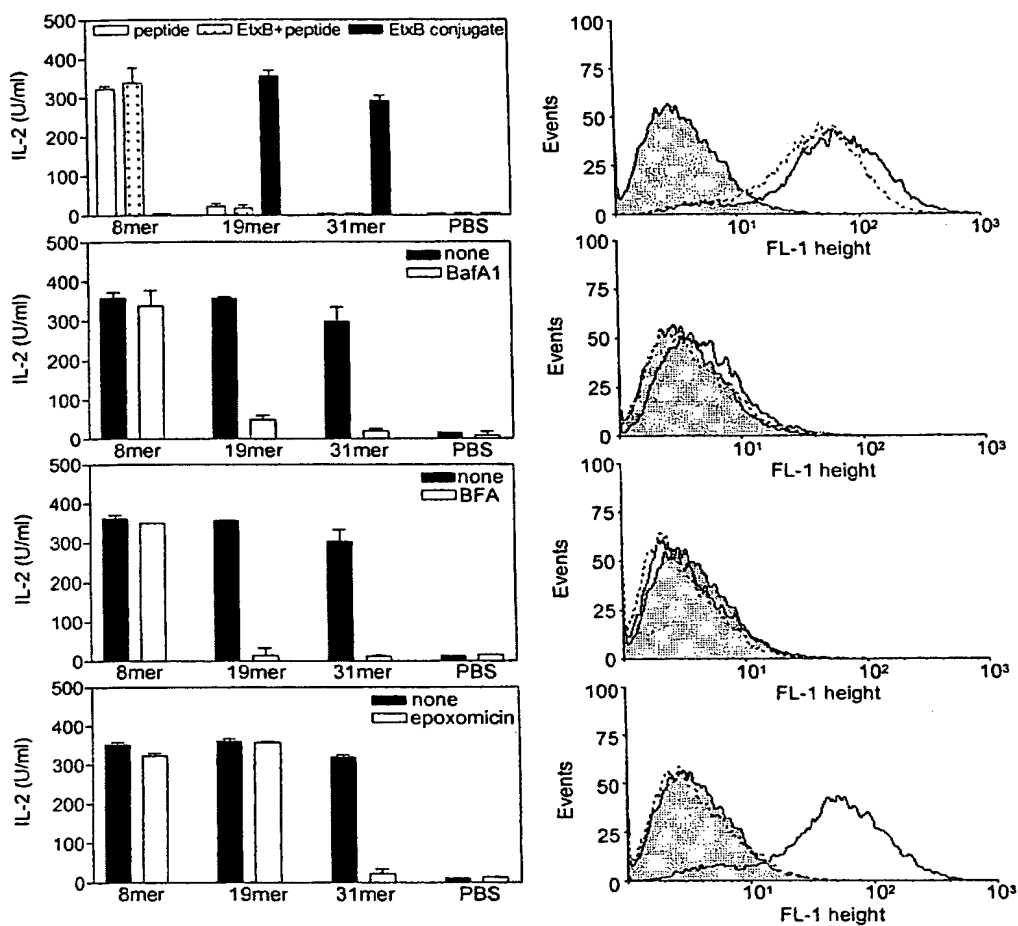 peptide EtxB+peptide EtxB conjugate
IL-2 (U/ml)
500
400
300
200
100
0
8mer 19mer 31mer PBS
Events
100
75
50
25
0
10¹ 10² 10³
FL-1 height
none
BafA1
IL-2 (U/ml)
500
400
300
200
100
0
8mer 19mer 31mer PBS
Events
100
75
50
25
0
10¹ 10² 10³
FL-1 height
none
BFA
IL-2 (U/ml)
500
400
300
200
100
0
8mer 19mer 31mer PBS
Events
100
75
50
25
0
10¹ 10² 10³
FL-1 height
none
epoxomicin
IL-2 (U/ml)
500
400
300
200
100
0
8mer 19mer 31mer PBS
Events
100
75
50
25
0
10¹ 10² 10³
FL-1 height